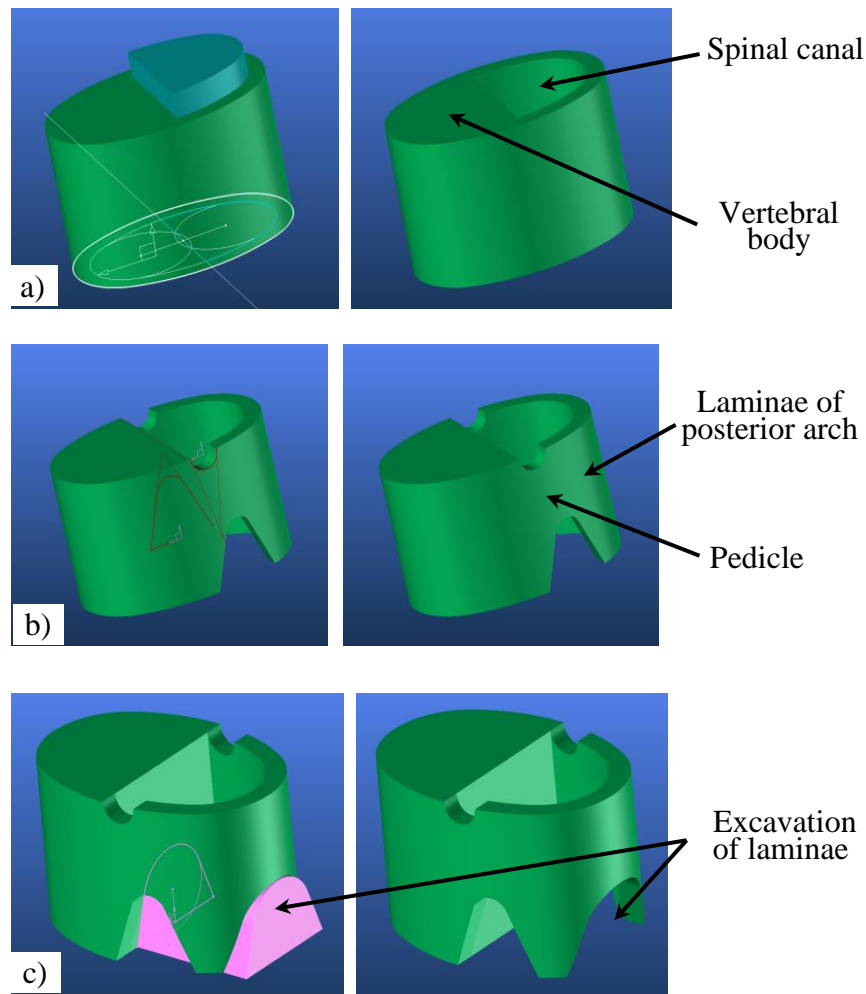 Spinal canal
Vertebral
body
a)
Laminae of
posterior arch
Pedicle
b)
Excavation
of laminae
c)